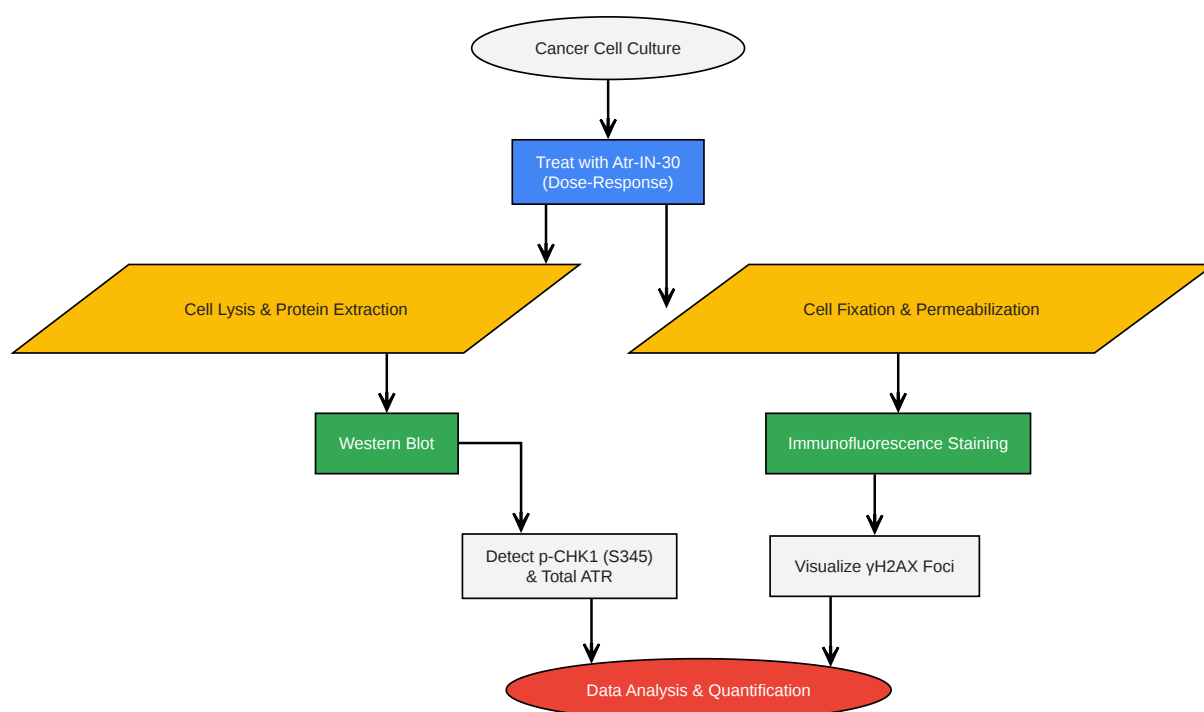 Cancer Cell Culture
Treat with Atr-IN-30
(Dose-Response)
Cell Lysis & Protein Extraction
Cell Fixation & Permeabilization
Western Blot
Immunofluorescence Staining
Detect p-CHK1 (S345)
& Total ATR
Visualize γH2AX Foci
Data Analysis & Quantification